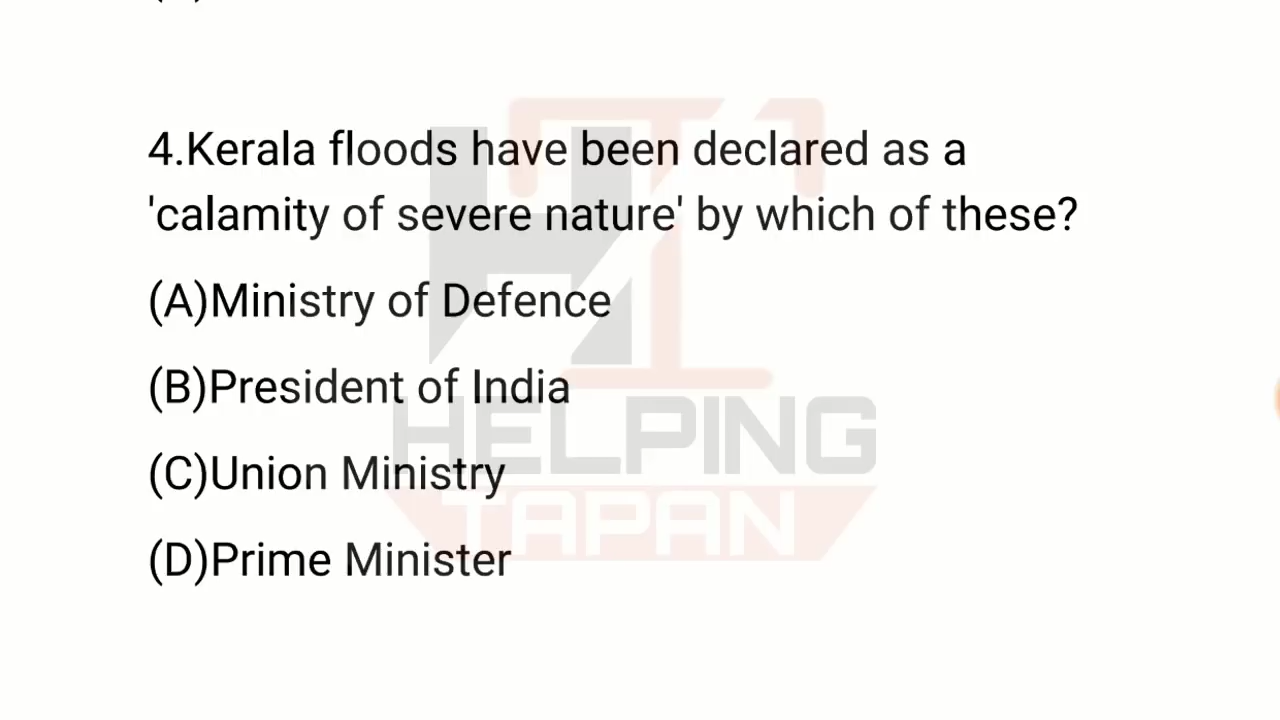 4.Kerala floods have been declared as a
'calamity of severe nature' by which of these?
(A)Ministry of Defence
(B)President of India
(C)Union Ministry
(D)Prime Minister
HELPING
TAPAN